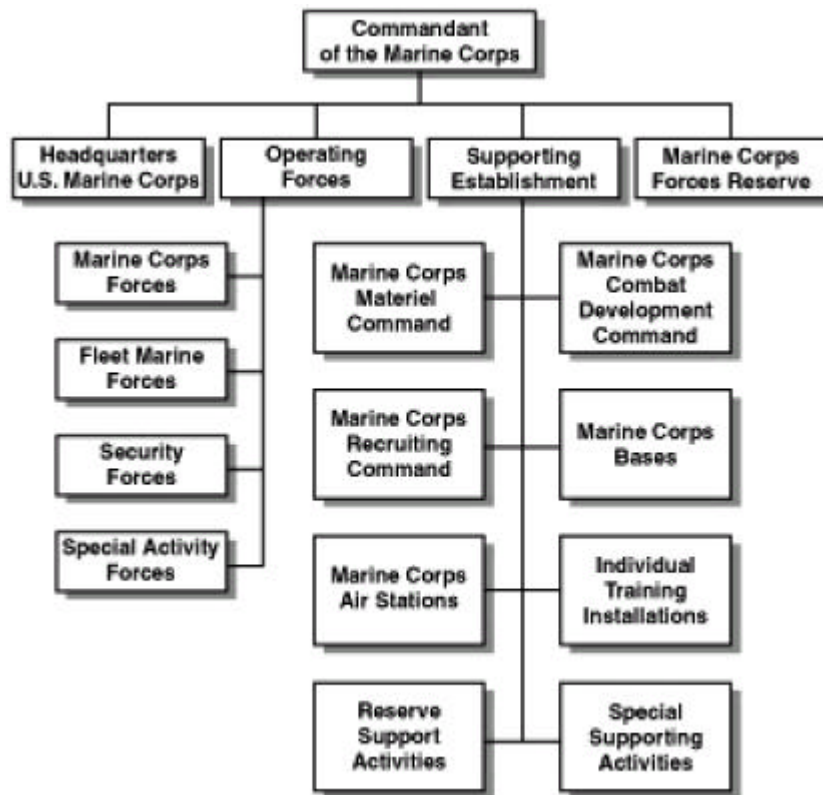 Commandant
of the Marine Corps
Headquarters
U.S. Marine Corps
Operating
Forces
Supporting
Establishment
Marine Corps
Forces Reserve
Marine Corps
Forces
Fleet Marine
Forces
Security
Forces
Special Activity
Forces
Marine Corps
Materiel
Command
Marine Corps
Combat
Development
Command
Marine Corps
Recruiting
Command
Marine Corps
Bases
Marine Corps
Air Stations
Individual
Training
Installations
Reserve
Support
Activities
Special
Supporting
Activities